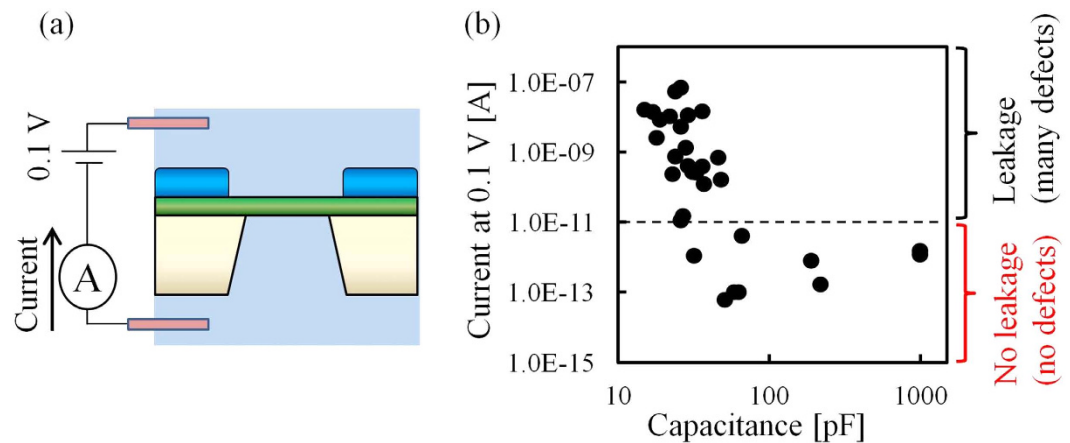 (a)
0.1 V
A
Current
(b)
Current at 0.1 V [A]
1.0E-07
1.0E-09
1.0E-11
1.0E-13
1.0E-15
10
100
1000
Capacitance [pF]
Leakage
(many defects)
No leakage
(no defects)